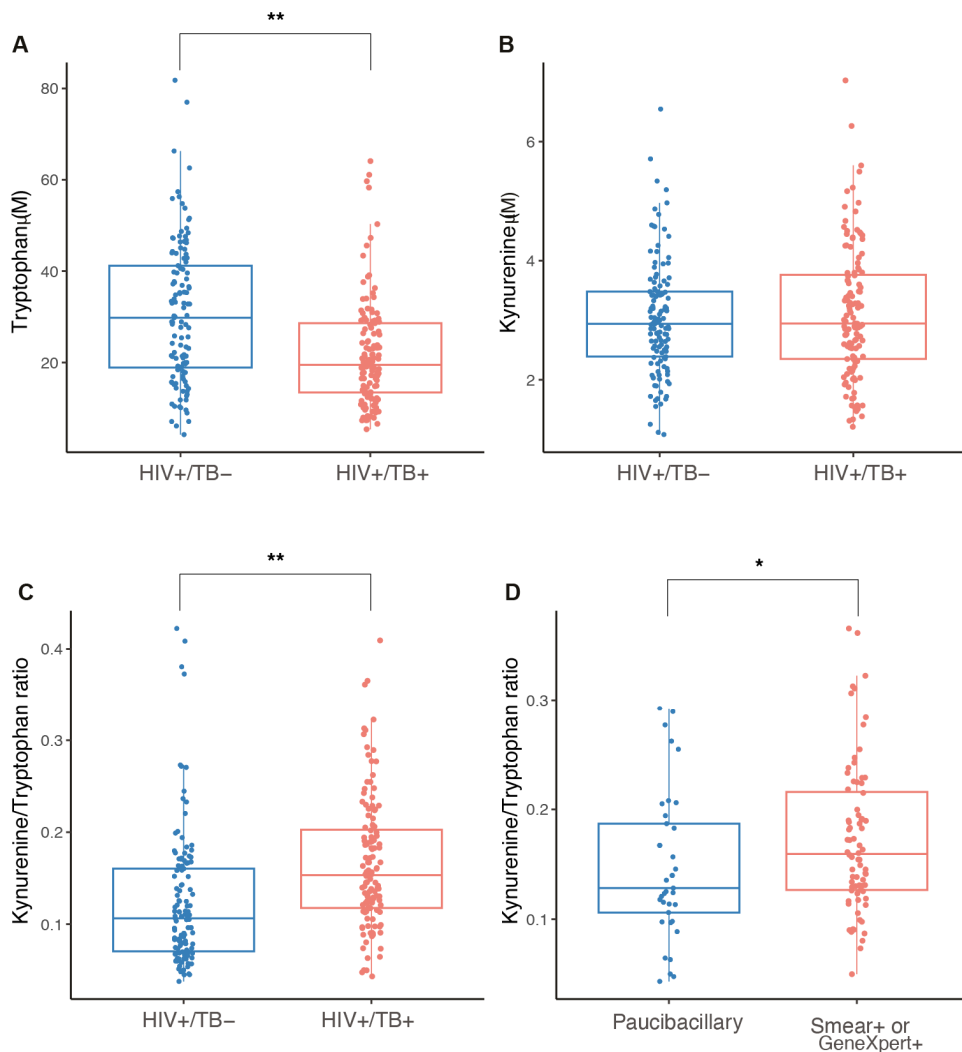 **
A
B
80
60
40
20
Tryptophanµ(M)
HIV+/TB−
HIV+/TB+
6
4
2
Kynurenineµ(M)
HIV+/TB−
HIV+/TB+
**
*
C
D
0.4
0.3
0.2
0.1
Kynurenine/Tryptophan ratio
HIV+/TB−
HIV+/TB+
0.3
0.2
0.1
Kynurenine/Tryptophan ratio
Paucibacillary
Smear+ or
GeneXpert+